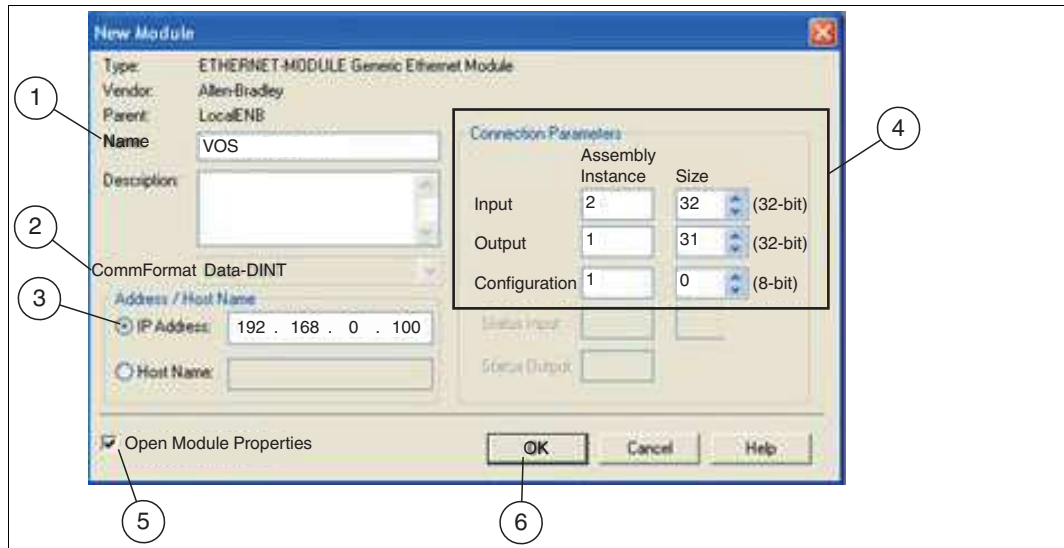 New Module
Type: ETHERNET-MODULE Generic Ethernet Module
Vendor: Allen-Bradley
Parent: LocalENB
1
Name VOS
Description:
2
CommFormat Data-DINT
3
Address / Host Name
IP Address: 192 . 168 . 0 . 100
Host Name:
Connection Parameters
4
Assembly
Instance Size
Input 2 32 (32-bit)
Output 1 31 (32-bit)
Configuration 1 0 (8-bit)
Status Input:
Status Output:
Open Module Properties
OK Cancel Help
5
6